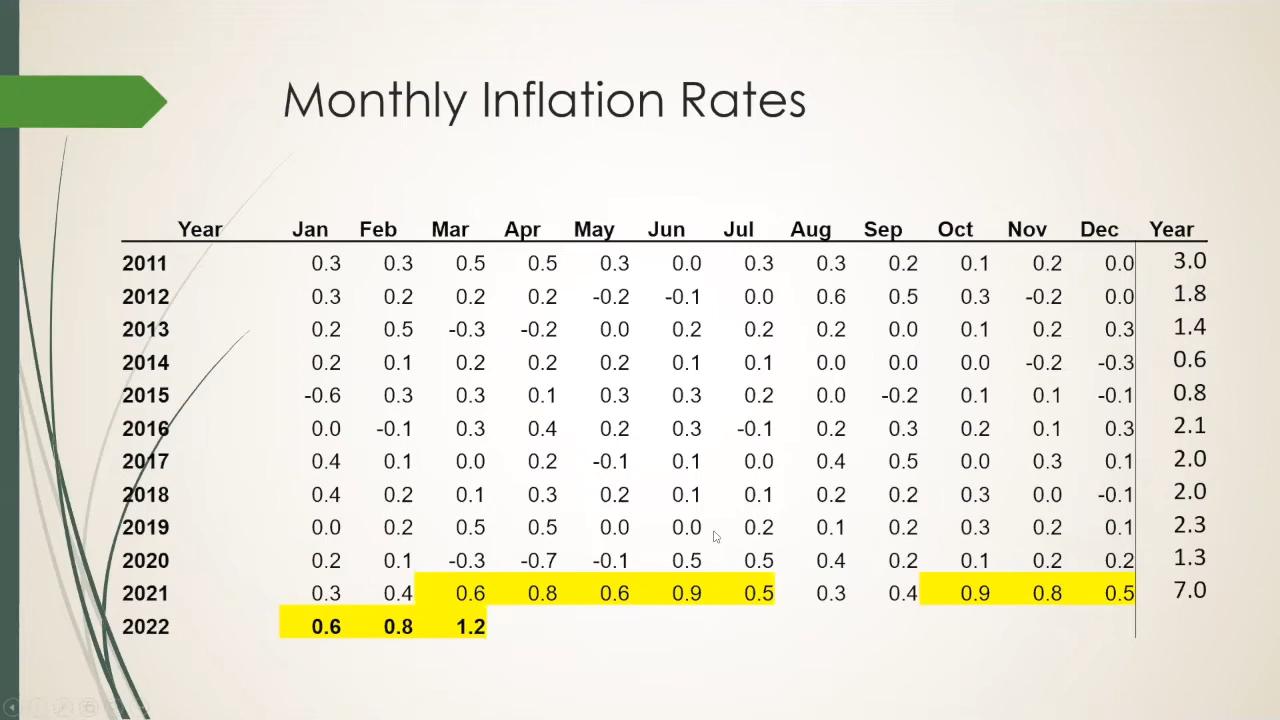 Monthly Inflation Rates
Year Jan Feb Mar Apr May Jun Jul Aug Sep Oct Nov Dec Year
2011 0.3 0.3 0.5 0.5 0.3 0.0 0.3 0.3 0.2 0.1 0.2 0.0 3.0
2012 0.3 0.2 0.2 0.2 -0.2 -0.1 0.0 0.6 0.5 0.3 -0.2 0.0 1.8
2013 0.2 0.5 -0.3 -0.2 0.0 0.2 0.2 0.2 0.0 0.1 0.2 0.3 1.4
2014 0.2 0.1 0.2 0.2 0.2 0.1 0.1 0.0 0.0 0.0 -0.2 -0.3 0.6
2015 -0.6 0.3 0.3 0.1 0.3 0.3 0.2 0.0 -0.2 0.1 0.1 -0.1 0.8
2016 0.0 -0.1 0.3 0.4 0.2 0.3 -0.1 0.2 0.3 0.2 0.1 0.3 2.1
2017 0.4 0.1 0.0 0.2 -0.1 0.1 0.0 0.4 0.5 0.0 0.3 0.1 2.0
2018 0.4 0.2 0.1 0.3 0.2 0.1 0.1 0.2 0.2 0.3 0.0 -0.1 2.0
2019 0.0 0.2 0.5 0.5 0.0 0.0 0.2 0.1 0.2 0.3 0.2 0.1 2.3
2020 0.2 0.1 -0.3 -0.7 -0.1 0.5 0.5 0.4 0.2 0.1 0.2 0.2 1.3
2021 0.3 0.4 0.6 0.8 0.6 0.9 0.5 0.3 0.4 0.9 0.8 0.5 7.0
2022 0.6 0.8 1.2